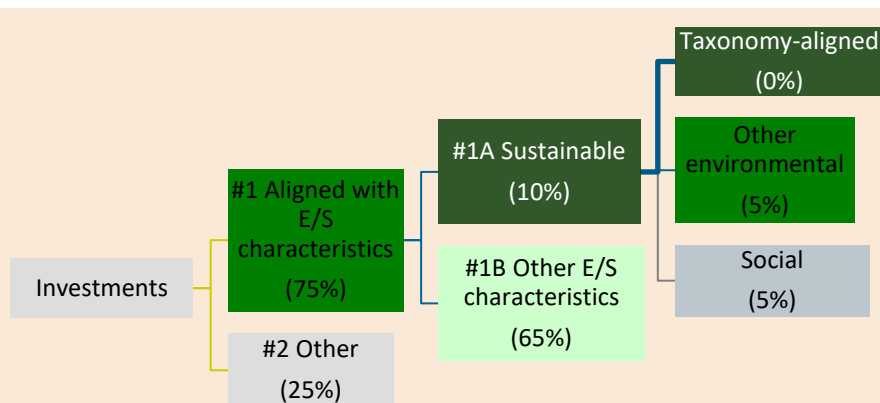 Taxonomy-aligned
(0%)
#1A Sustainable
(10%)
Other
environmental
(5%)
#1 Aligned with
E/S
characteristics
(75%)
Investments
#1B Other E/S
characteristics
(65%)
Social
(5%)
#2 Other
(25%)